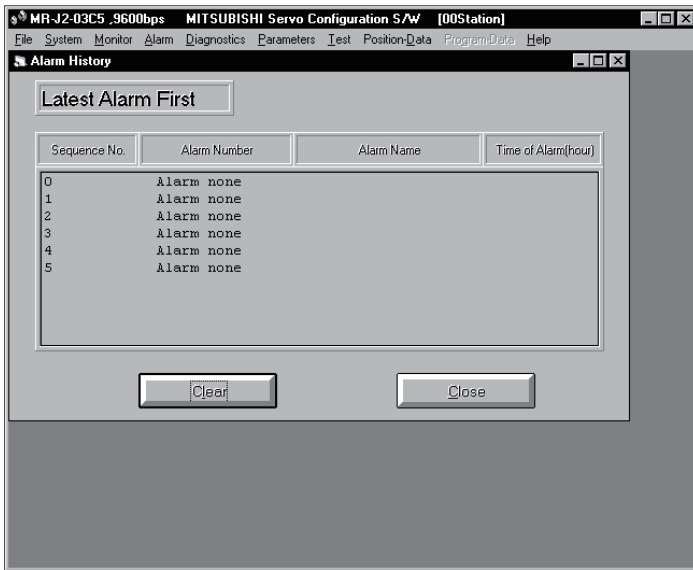 MR-J2-03C5 ,9600bps MITSUBISHI Servo Configuration S/W [00Station]
File System Monitor Alarm Diagnostics Parameters Test Position-Data Program-Data Help
Alarm History
Latest Alarm First
Sequence No. Alarm Number Alarm Name Time of Alarm(hour)
0 Alarm none
1 Alarm none
2 Alarm none
3 Alarm none
4 Alarm none
5 Alarm none
Clear Close